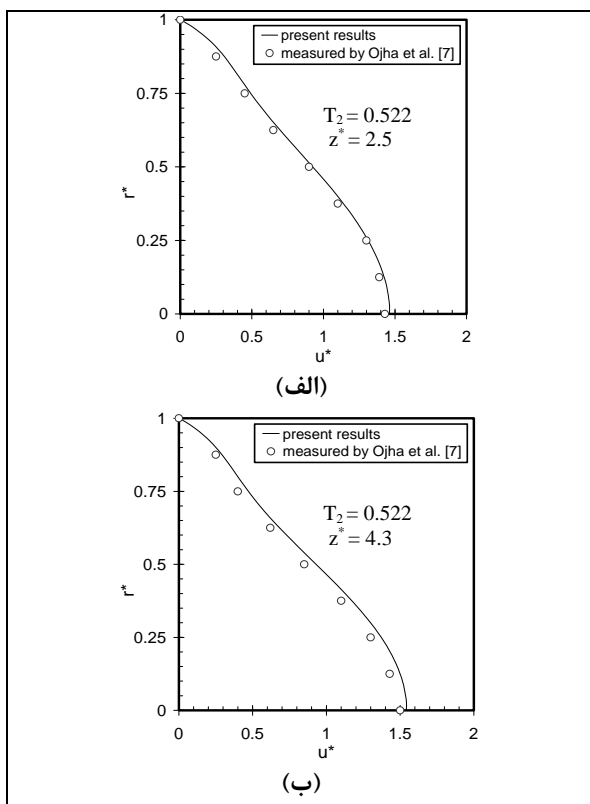 1
present results
measured by Ojha et al. [7]
0.75
T₂ = 0.522
z* = 2.5
r*
0.5
0.25
0
0 0.5 1 1.5 2
u*
(الف)
1
present results
measured by Ojha et al. [7]
0.75
T₂ = 0.522
z* = 4.3
r*
0.5
0.25
0
0 0.5 1 1.5 2
u*
(ب)